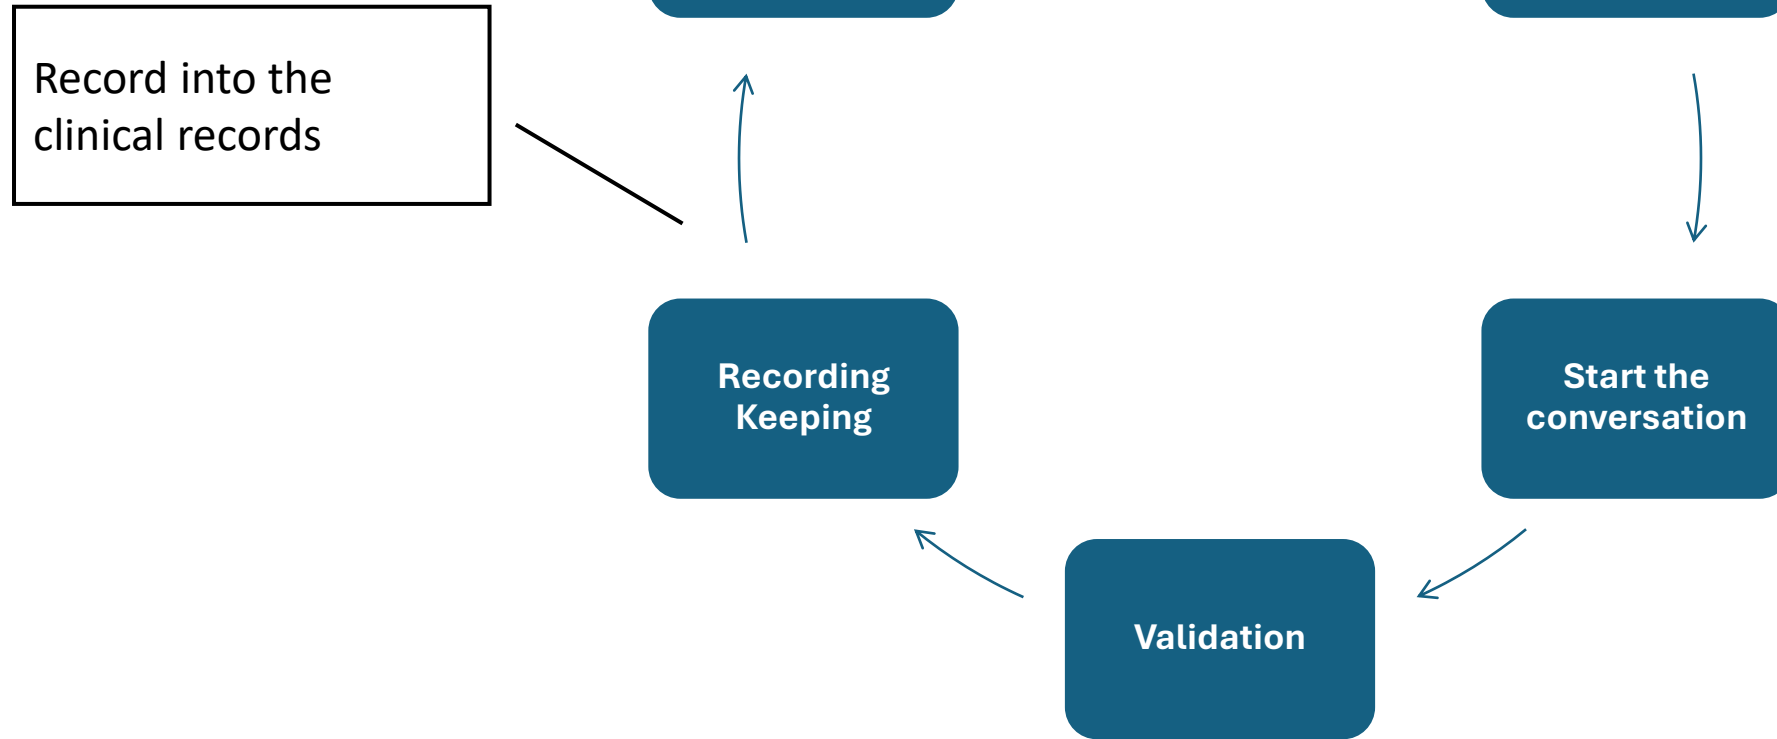 Record into the
clinical records
Recording
Keeping
Start the
conversation
Validation